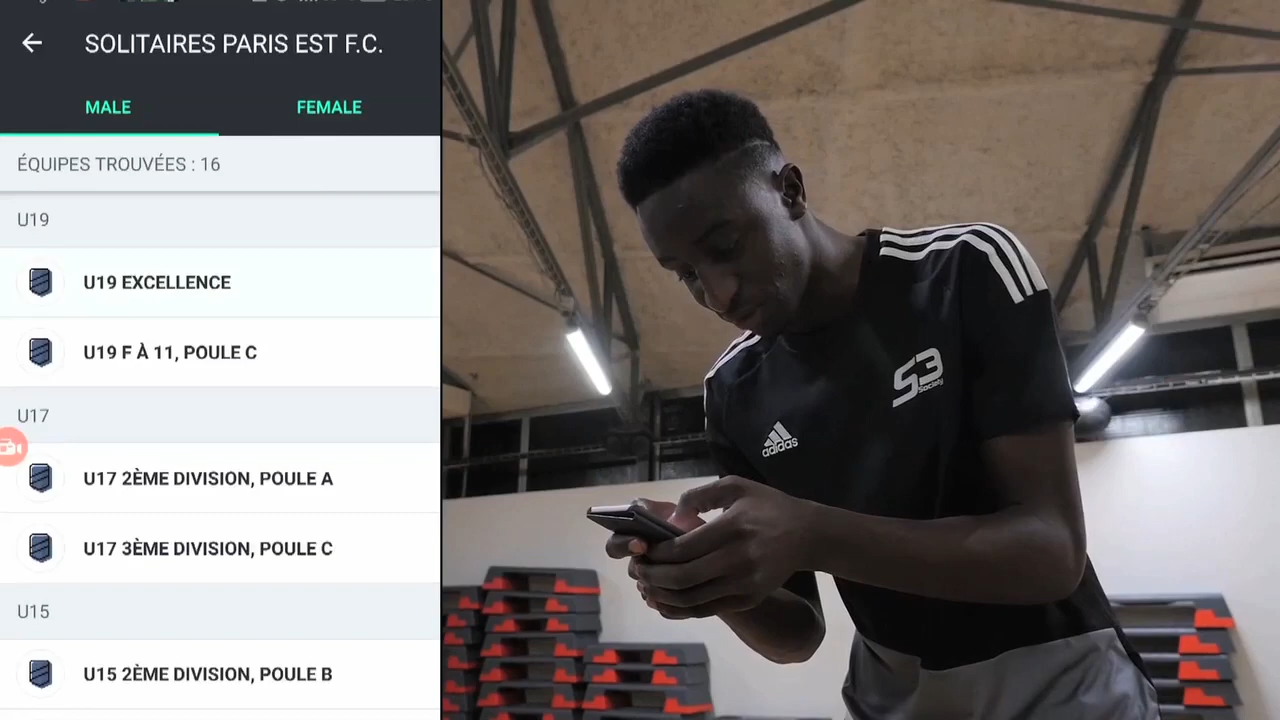 SOLITAIRES PARIS EST F.C.
MALE
FEMALE
ÉQUIPES TROUVÉES : 16
U19
U19 EXCELLENCE
U19 F À 11, POULE C
U17
U17 2ÈME DIVISION, POULE A
U17 3ÈME DIVISION, POULE C
U15
U15 2ÈME DIVISION, POULE B
adidas
S3
Society